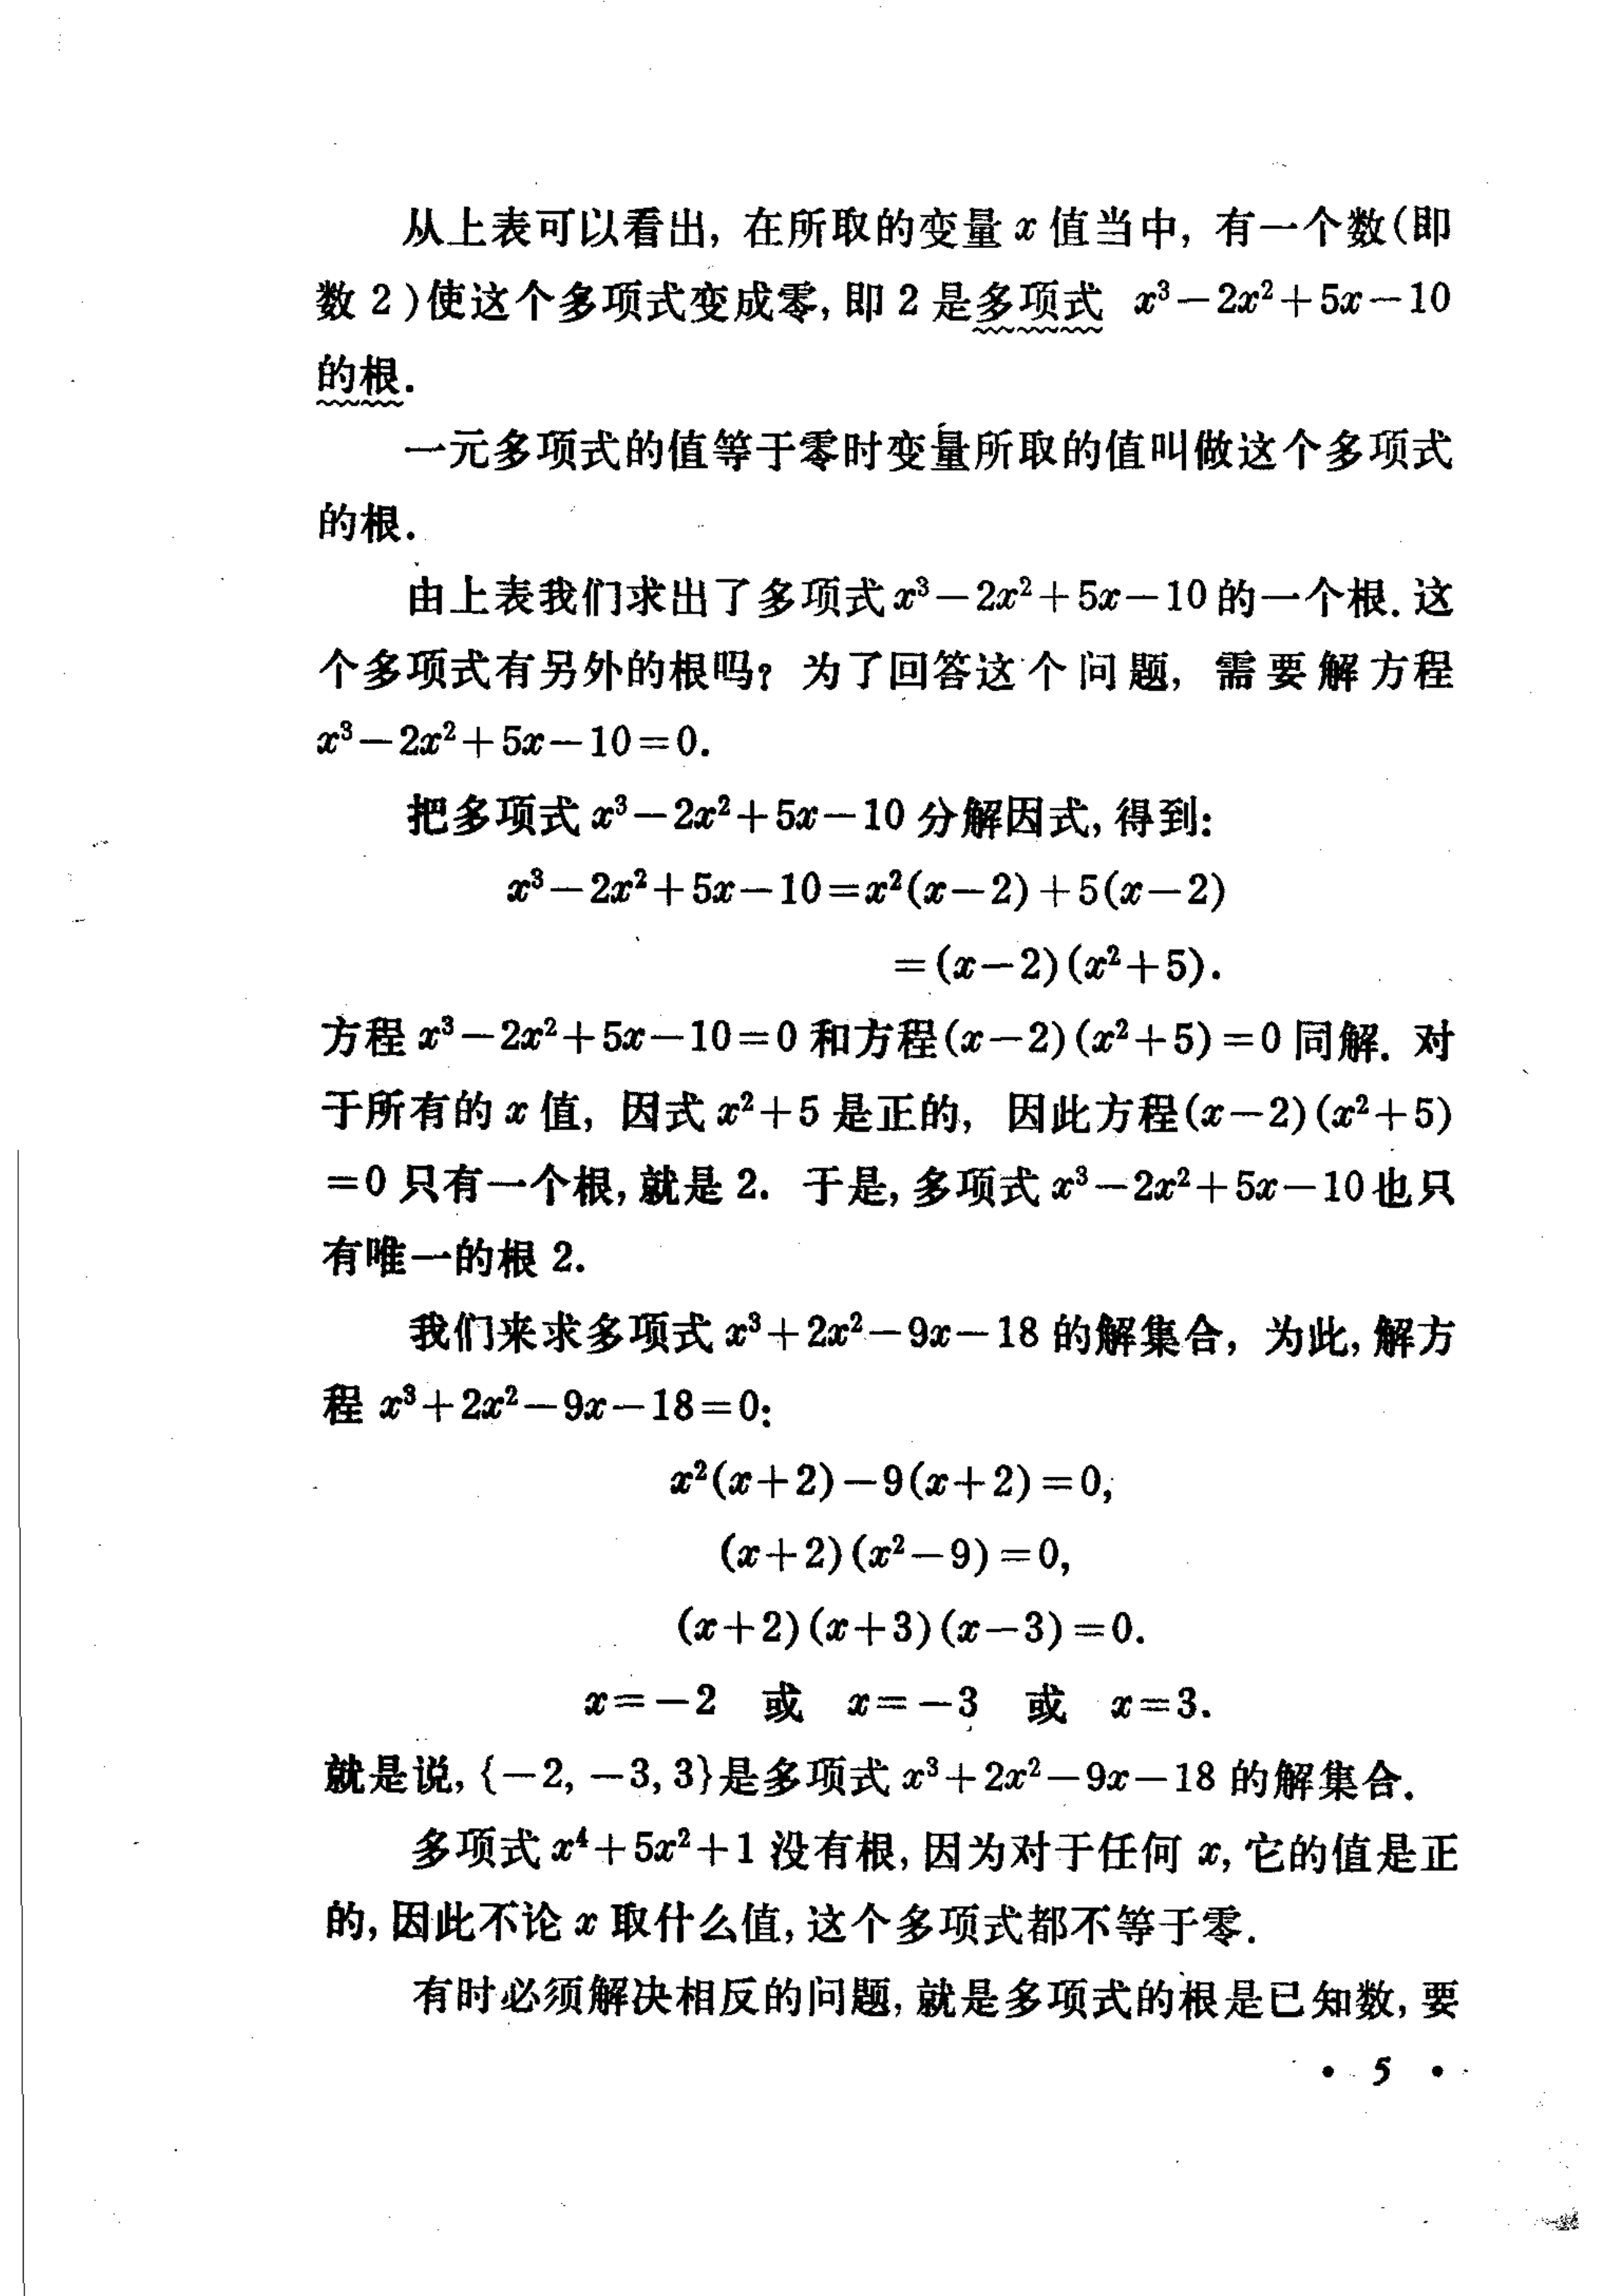 从上表可以看出, 在所取的变量 x 值当中, 有一个数(即
数 2 )使这个多项式变成零, 即 2 是多项式 x³－2x²＋5x－10
的根.
一元多项式的值等于零时变量所取的值叫做这个多项式
的根.
由上表我们求出了多项式 x³－2x²＋5x－10 的一个根. 这
个多项式有另外的根吗? 为了回答这个问题, 需要解方程
x³－2x²＋5x－10＝0.
把多项式 x³－2x²＋5x－10 分解因式, 得到:
x³－2x²＋5x－10＝x²(x－2)＋5(x－2)
＝(x－2)(x²＋5).
方程 x³－2x²＋5x－10＝0 和方程(x－2)(x²＋5)＝0 同解. 对
于所有的 x 值, 因式 x²＋5 是正的, 因此方程(x－2)(x²＋5)
＝0 只有一个根, 就是 2. 于是, 多项式 x³－2x²＋5x－10 也只
有唯一的根 2.
我们来求多项式 x³＋2x²－9x－18 的解集合, 为此, 解方
程 x³＋2x²－9x－18＝0:
x²(x＋2)－9(x＋2)＝0,
(x＋2)(x²－9)＝0,
(x＋2)(x＋3)(x－3)＝0.
x＝－2 或 x＝－3 或 x＝3.
就是说, {－2, －3, 3}是多项式 x³＋2x²－9x－18 的解集合.
多项式 x⁴＋5x²＋1 没有根, 因为对于任何 x, 它的值是正
的, 因此不论 x 取什么值, 这个多项式都不等于零.
有时必须解决相反的问题, 就是多项式的根是已知数, 要
• 5 •